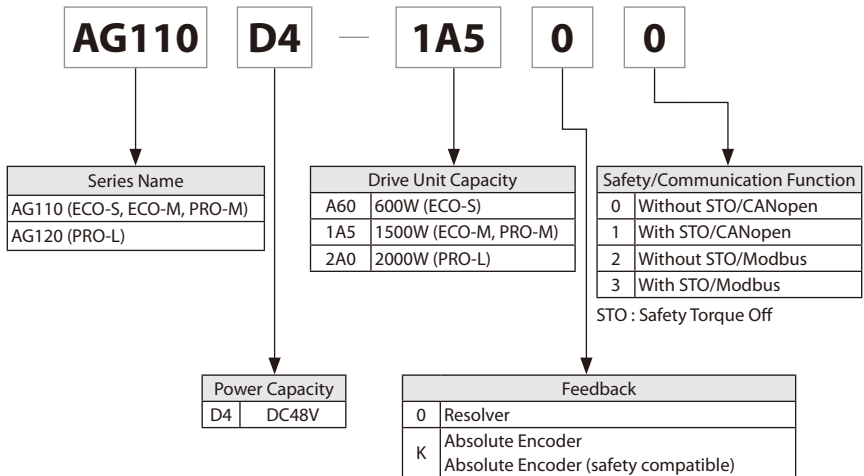 AG110 D4 — 1A5 0 0
Series Name
AG110 (ECO-S, ECO-M, PRO-M)
AG120 (PRO-L)
Drive Unit Capacity
A60 600W (ECO-S)
1A5 1500W (ECO-M, PRO-M)
2A0 2000W (PRO-L)
Safety/Communication Function
0 Without STO/CANopen
1 With STO/CANopen
2 Without STO/Modbus
3 With STO/Modbus
STO : Safety Torque Off
Power Capacity
D4 DC48V
Feedback
0 Resolver
K Absolute Encoder
Absolute Encoder (safety compatible)